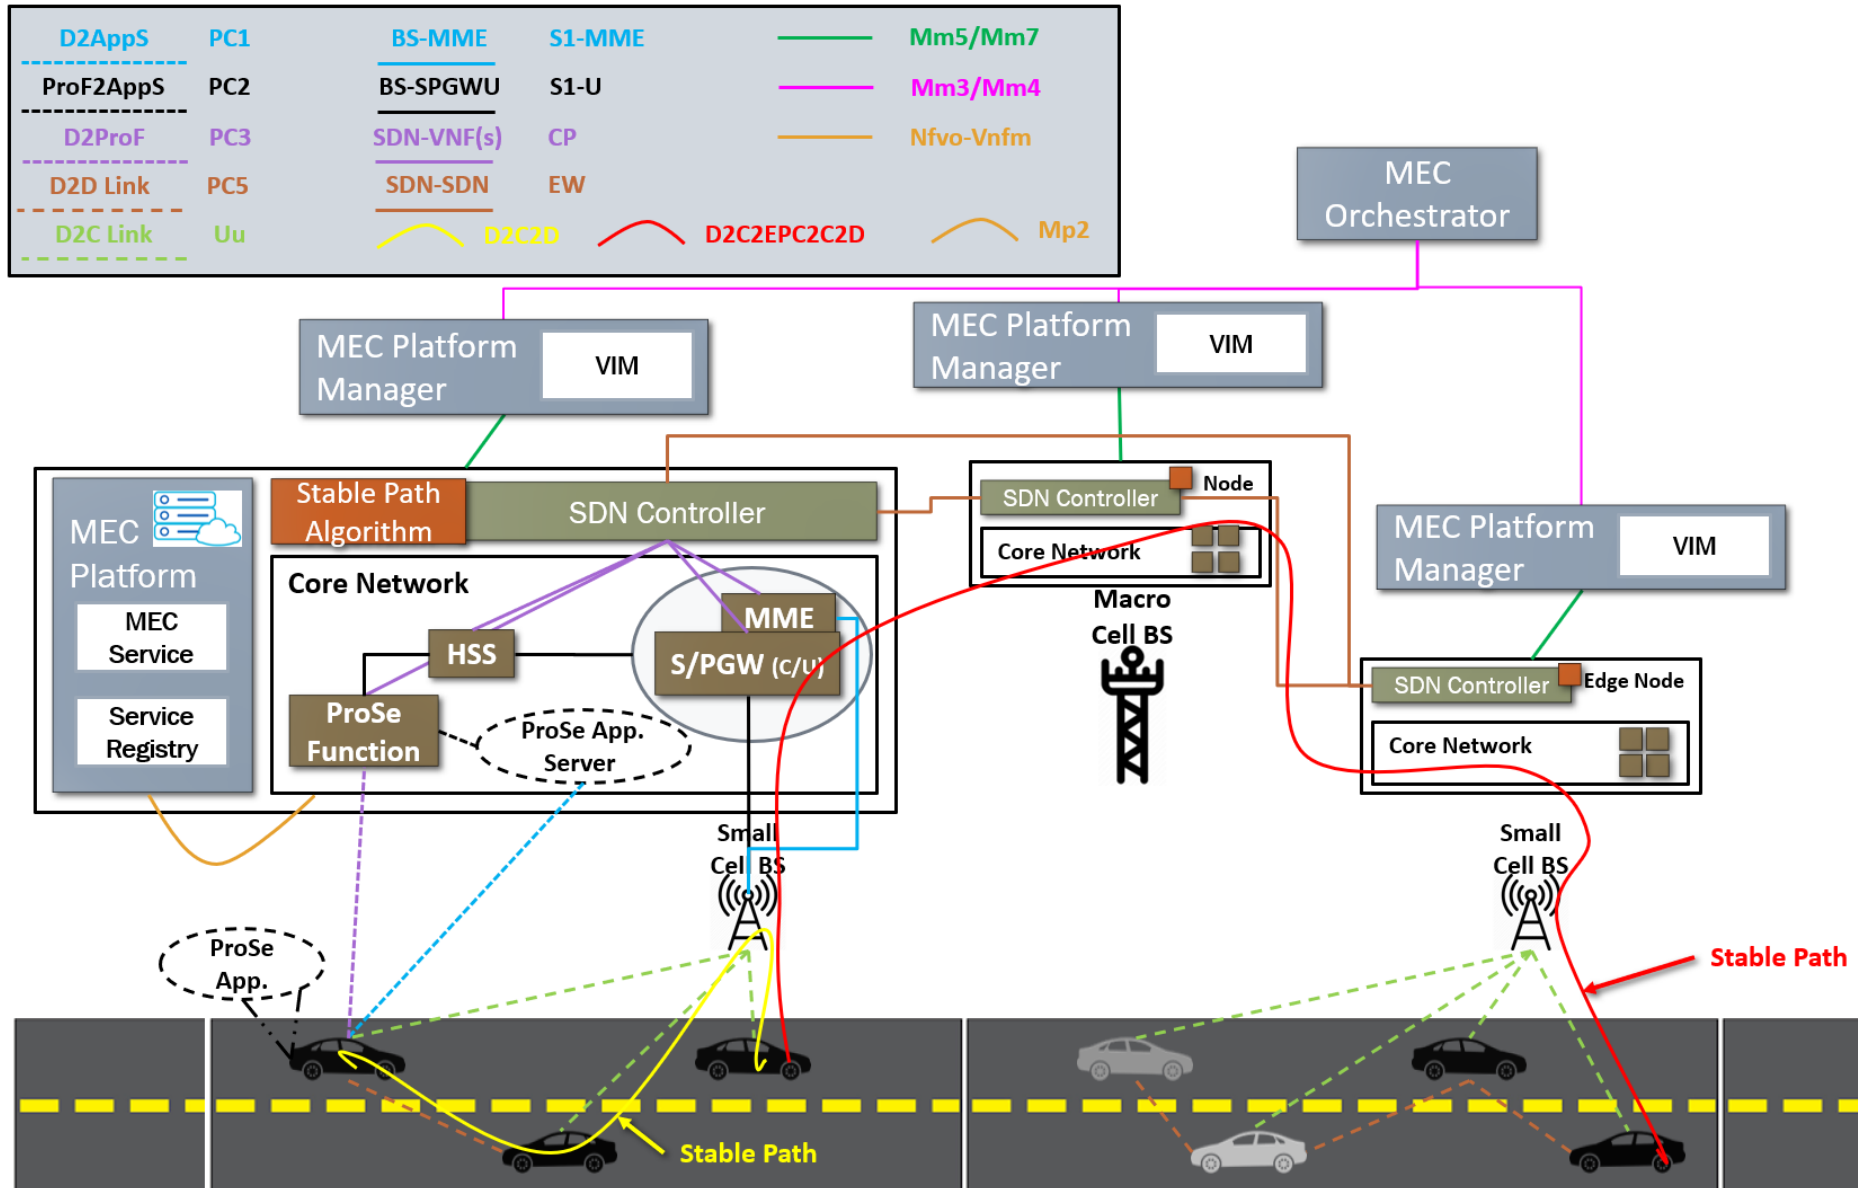 D2AppS PC1 BS-MME S1-MME Mm5/Mm7
ProF2AppS PC2 BS-SPGWU S1-U Mm3/Mm4
D2ProF PC3 SDN-VNF(s) CP Nfvo-Vnfm
D2D Link PC5 SDN-SDN EW
D2C Link Uu D2C2D D2C2EPC2C2D Mp2
MEC
Orchestrator
MEC Platform
Manager
VIM
MEC Platform
Manager
VIM
MEC Platform
Manager
VIM
MEC
Platform
MEC
Service
Service
Registry
Stable Path
Algorithm
SDN Controller
Core Network
HSS
MME
S/PGW (C/U)
ProSe
Function
ProSe App.
Server
SDN Controller
Node
Core Network
Macro
Cell BS
SDN Controller
Edge Node
Core Network
Small
Cell BS
Small
Cell BS
ProSe
App.
Stable Path
Stable Path